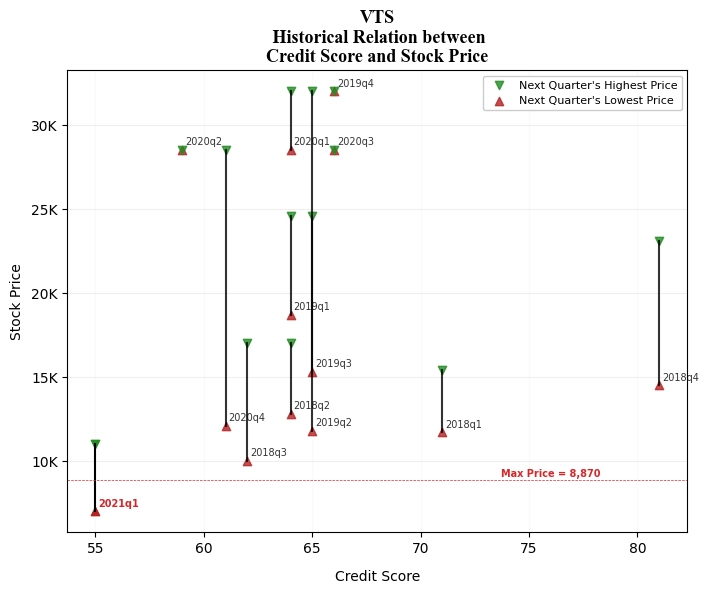 VTS
Historical Relation between
Credit Score and Stock Price
Next Quarter's Highest Price
Next Quarter's Lowest Price
2019q4
2020q2
2020q1
2020q3
2019q1
2019q3
2018q4
2018q2
2020q4
2019q2
2018q1
2018q3
Max Price = 8,870
2021q1
Stock Price
30K
25K
20K
15K
10K
55
60
65
70
75
80
Credit Score